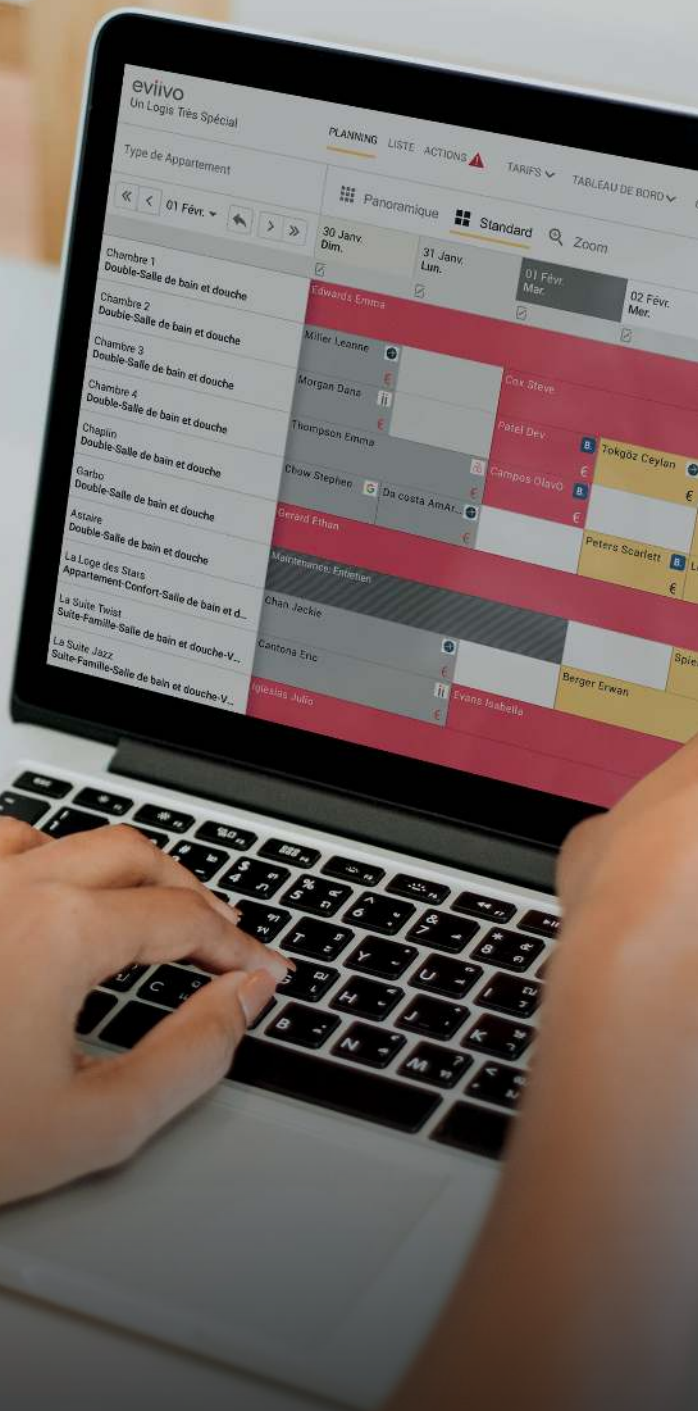 eviivo
Un Logis Très Spécial
PLANNING LISTE ACTIONS TARIFS TABLEAU DE BORD
Type de Appartement
Panoramique Standard Zoom
01 Févr.
30 Janv.
Dim.
31 Janv.
Lun.
01 Févr.
Mar.
02 Févr.
Mer.
Chambre 1
Double-Salle de bain et douche
Edwards Emma
Chambre 2
Double-Salle de bain et douche
Miller Leanne
€
Cox Steve
Chambre 3
Double-Salle de bain et douche
Morgan Dana
€
Patel Dev
B.
€
Tokgöz Ceylan
€
Chambre 4
Double-Salle de bain et douche
Thompson Emma
€
Campos Olavo
B.
€
Chaplin
Double-Salle de bain et douche
Chow Stephen
G
Da costa AmAr...
€
Peters Scarlett
B.
€
Garbo
Double-Salle de bain et douche
Gerard Ethan
Astaire
Double-Salle de bain et douche
Maintenance: Entretien
La Loge des Stars
Appartement-Confort-Salle de bain et d...
Chan Jackie
€
Berger Erwan
La Suite Twist
Suite-Famille-Salle de bain et douche-V...
Cantona Eric
€
Evans Isabella
La Suite Jazz
Suite-Famille-Salle de bain et douche-V...
Iglesias Julio